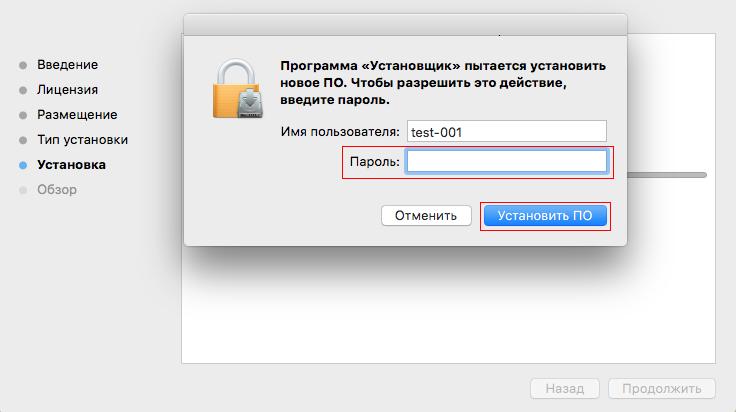 Введение
Лицензия
Размещение
Тип установки
Установка
Обзор
Программа «Установщик» пытается установить
новое ПО. Чтобы разрешить это действие,
введите пароль.
Имя пользователя: test-001
Пароль:
Отменить Установить ПО
Назад Продолжить